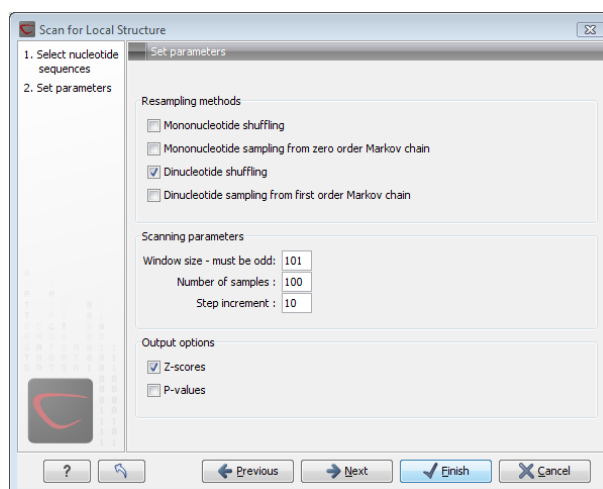 Scan for Local Structure
1. Select nucleotide
sequences
2. Set parameters
Set parameters
Resampling methods
Mononucleotide shuffling
Mononucleotide sampling from zero order Markov chain
Dinucleotide shuffling
Dinucleotide sampling from first order Markov chain
Scanning parameters
Window size - must be odd: 101
Number of samples : 100
Step increment : 10
Output options
Z-scores
P-values
? Previous Next Finish Cancel